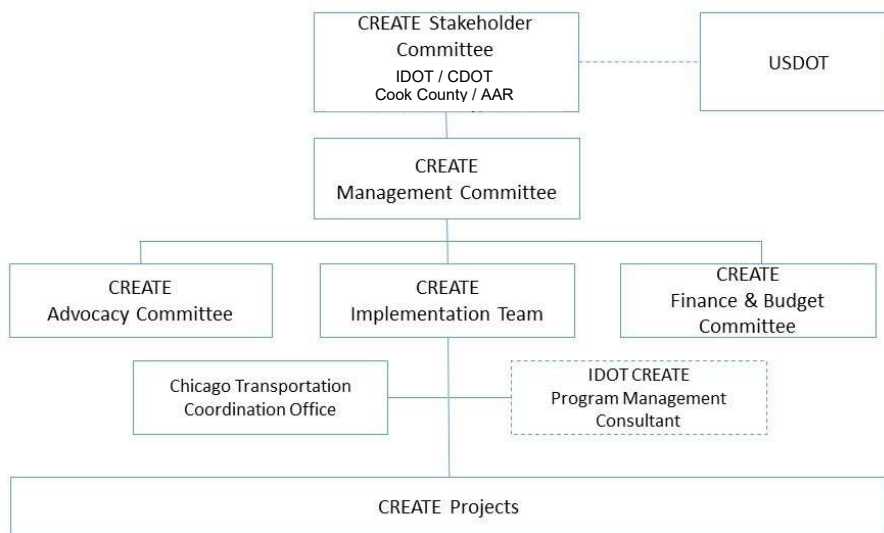 CREATE Stakeholder
Committee
IDOT / CDOT
Cook County / AAR
USDOT
CREATE
Management Committee
CREATE
Advocacy Committee
CREATE
Implementation Team
CREATE
Finance & Budget
Committee
Chicago Transportation
Coordination Office
IDOT CREATE
Program Management
Consultant
CREATE Projects